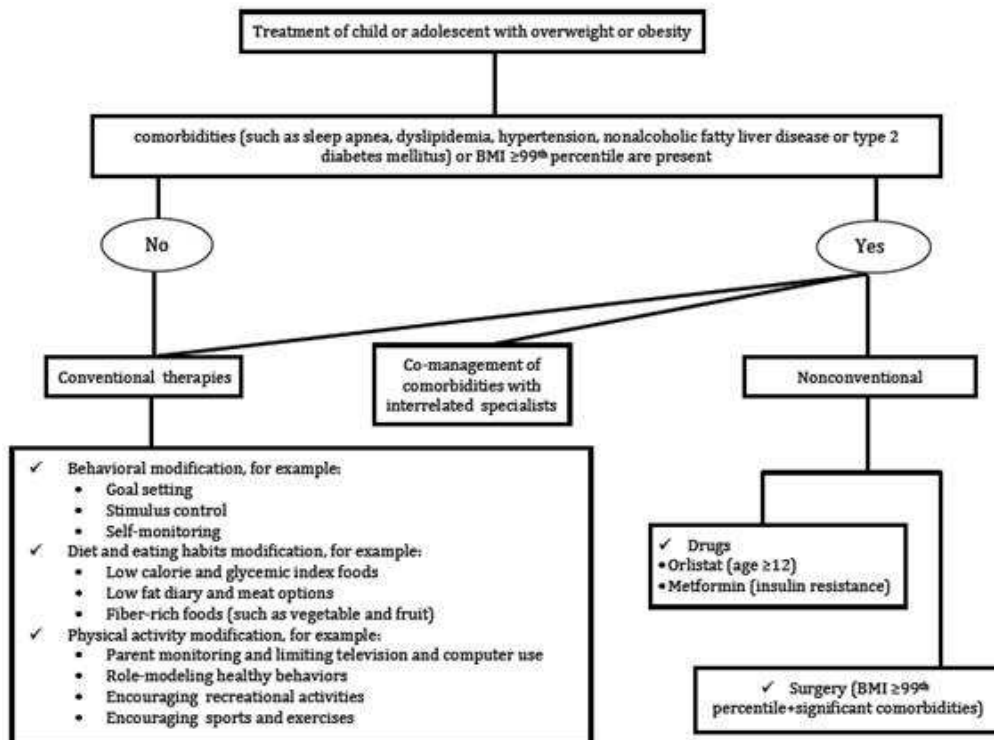 Treatment of child or adolescent with overweight or obesity
comorbidities (such as sleep apnea, dyslipidemia, hypertension, nonalcoholic fatty liver disease or type 2
diabetes mellitus) or BMI ≥99th percentile are present
No
Yes
Conventional therapies
Co-management of
comorbidities with
interrelated specialists
Nonconventional
✓ Behavioral modification, for example:
• Goal setting
• Stimulus control
• Self-monitoring
✓ Diet and eating habits modification, for example:
• Low calorie and glycemic index foods
• Low fat diary and meat options
• Fiber-rich foods (such as vegetable and fruit)
✓ Physical activity modification, for example:
• Parent monitoring and limiting television and computer use
• Role-modeling healthy behaviors
• Encouraging recreational activities
• Encouraging sports and exercises
✓ Drugs
•Orlistat (age ≥12)
•Metformin (insulin resistance)
✓ Surgery (BMI ≥99th
percentile+significant comorbidities)